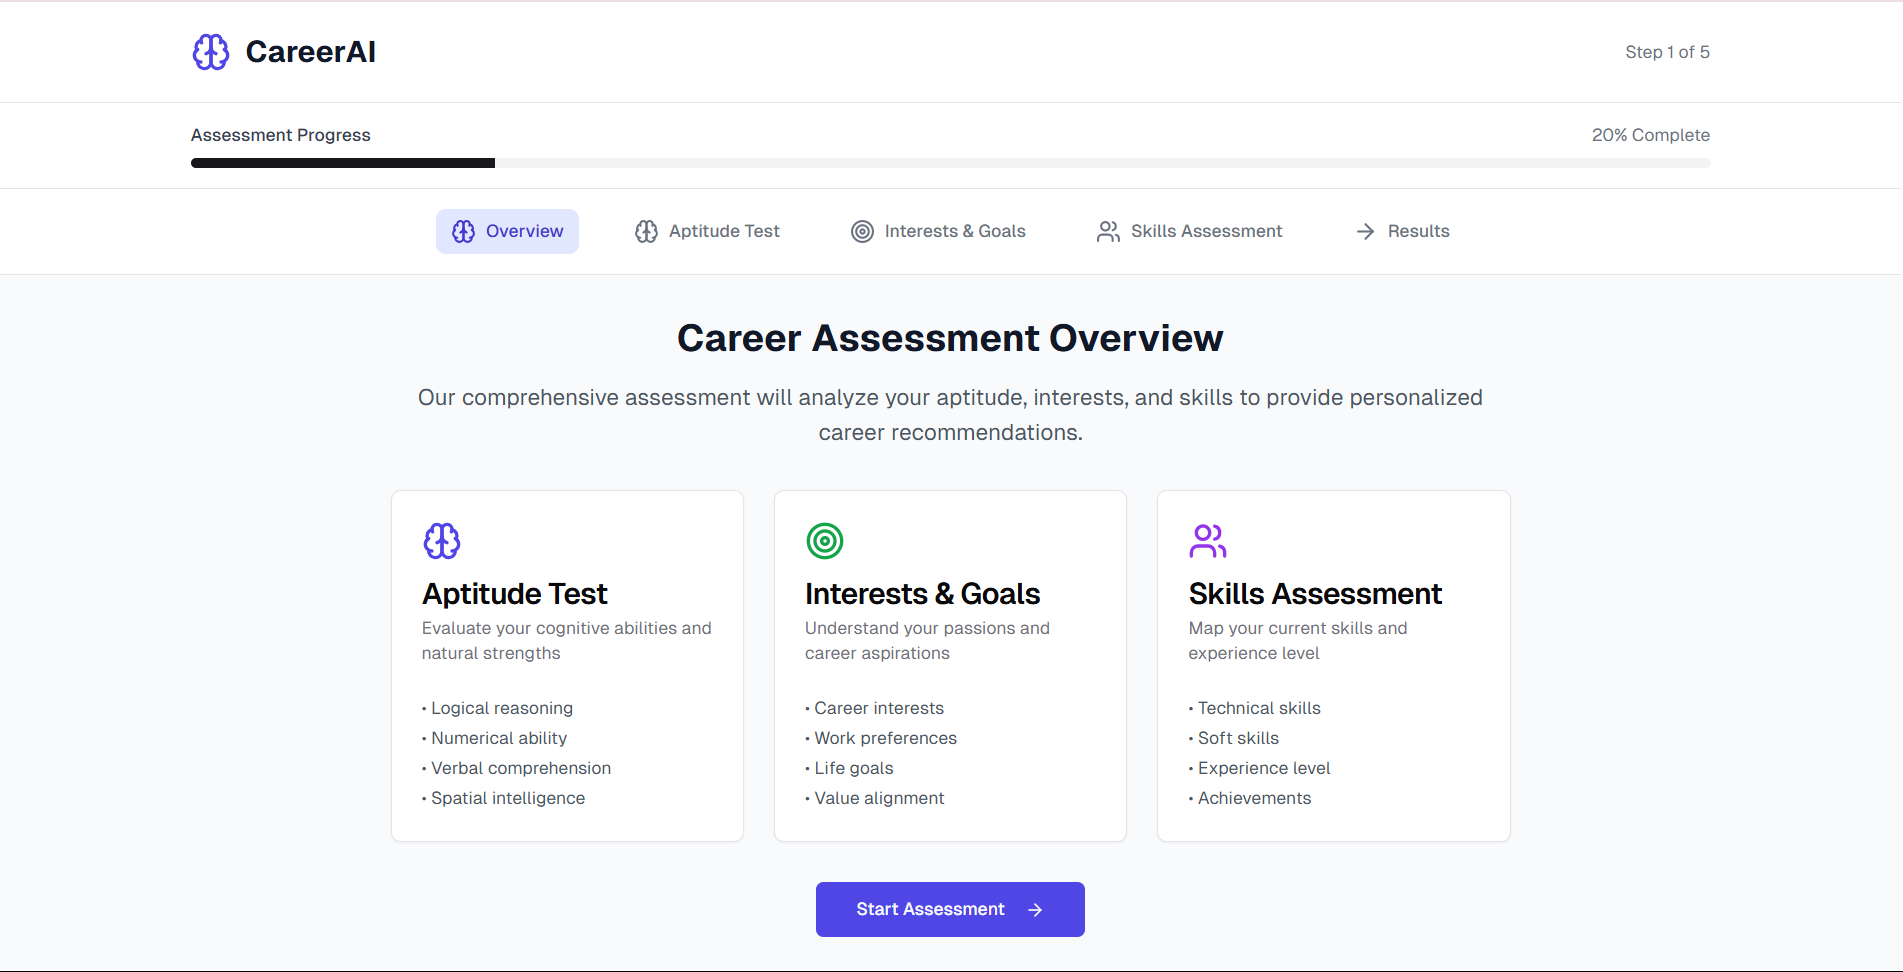 CareerAI
Step 1 of 5
Assessment Progress
20% Complete
Overview
Aptitude Test
Interests & Goals
Skills Assessment
Results
Career Assessment Overview
Our comprehensive assessment will analyze your aptitude, interests, and skills to provide personalized
career recommendations.
Aptitude Test
Evaluate your cognitive abilities and
natural strengths
• Logical reasoning
• Numerical ability
• Verbal comprehension
• Spatial intelligence
Interests & Goals
Understand your passions and
career aspirations
• Career interests
• Work preferences
• Life goals
• Value alignment
Skills Assessment
Map your current skills and
experience level
• Technical skills
• Soft skills
• Experience level
• Achievements
Start Assessment